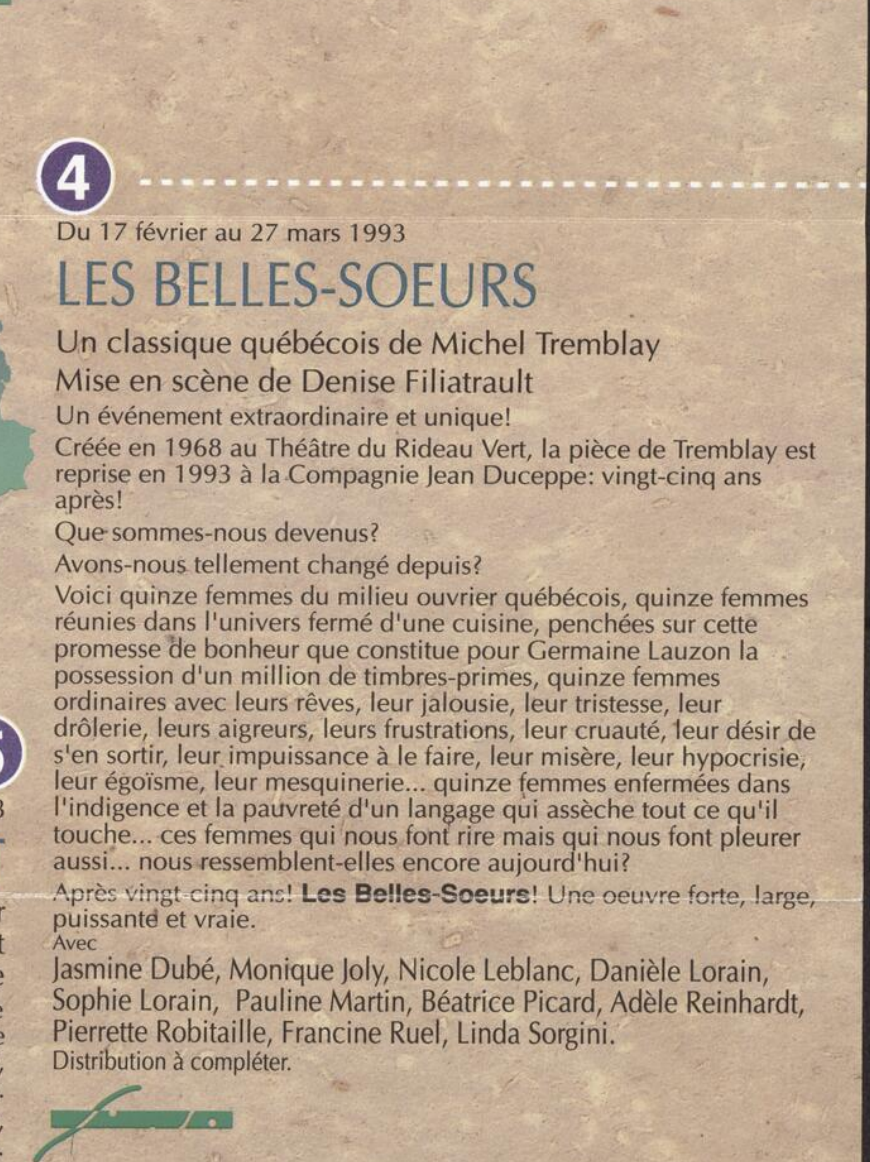 4
Du 17 février au 27 mars 1993
LES BELLES-SOEURS
Un classique québécois de Michel Tremblay
Mise en scène de Denise Filiatrault
Un événement extraordinaire et unique!
Créée en 1968 au Théâtre du Rideau Vert, la pièce de Tremblay est
reprise en 1993 à la Compagnie Jean Duceppe: vingt-cinq ans
après!
Que sommes-nous devenus?
Avons-nous tellement changé depuis?
Voici quinze femmes du milieu ouvrier québécois, quinze femmes
réunies dans l'univers fermé d'une cuisine, penchées sur cette
promesse de bonheur que constitue pour Germaine Lauzon la
possession d'un million de timbres-primes, quinze femmes
ordinaires avec leurs rêves, leur jalousie, leur tristesse, leur
drôlerie, leurs aigreurs, leurs frustrations, leur cruauté, leur désir de
s'en sortir, leur impuissance à le faire, leur misère, leur hypocrisie,
leur égoïsme, leur mesquinerie... quinze femmes enfermées dans
l'indigence et la pauvreté d'un langage qui assèche tout ce qu'il
touche... ces femmes qui nous font rire mais qui nous font pleurer
aussi... nous ressemblent-elles encore aujourd'hui?
Après vingt-cinq ans! Les Belles-Soeurs! Une oeuvre forte, large,
puissante et vraie.
Avec
Jasmine Dubé, Monique Joly, Nicole Leblanc, Danièle Lorain,
Sophie Lorain, Pauline Martin, Béatrice Picard, Adèle Reinhardt,
Pierrette Robitaille, Francine Ruel, Linda Sorgini.
Distribution à compléter.